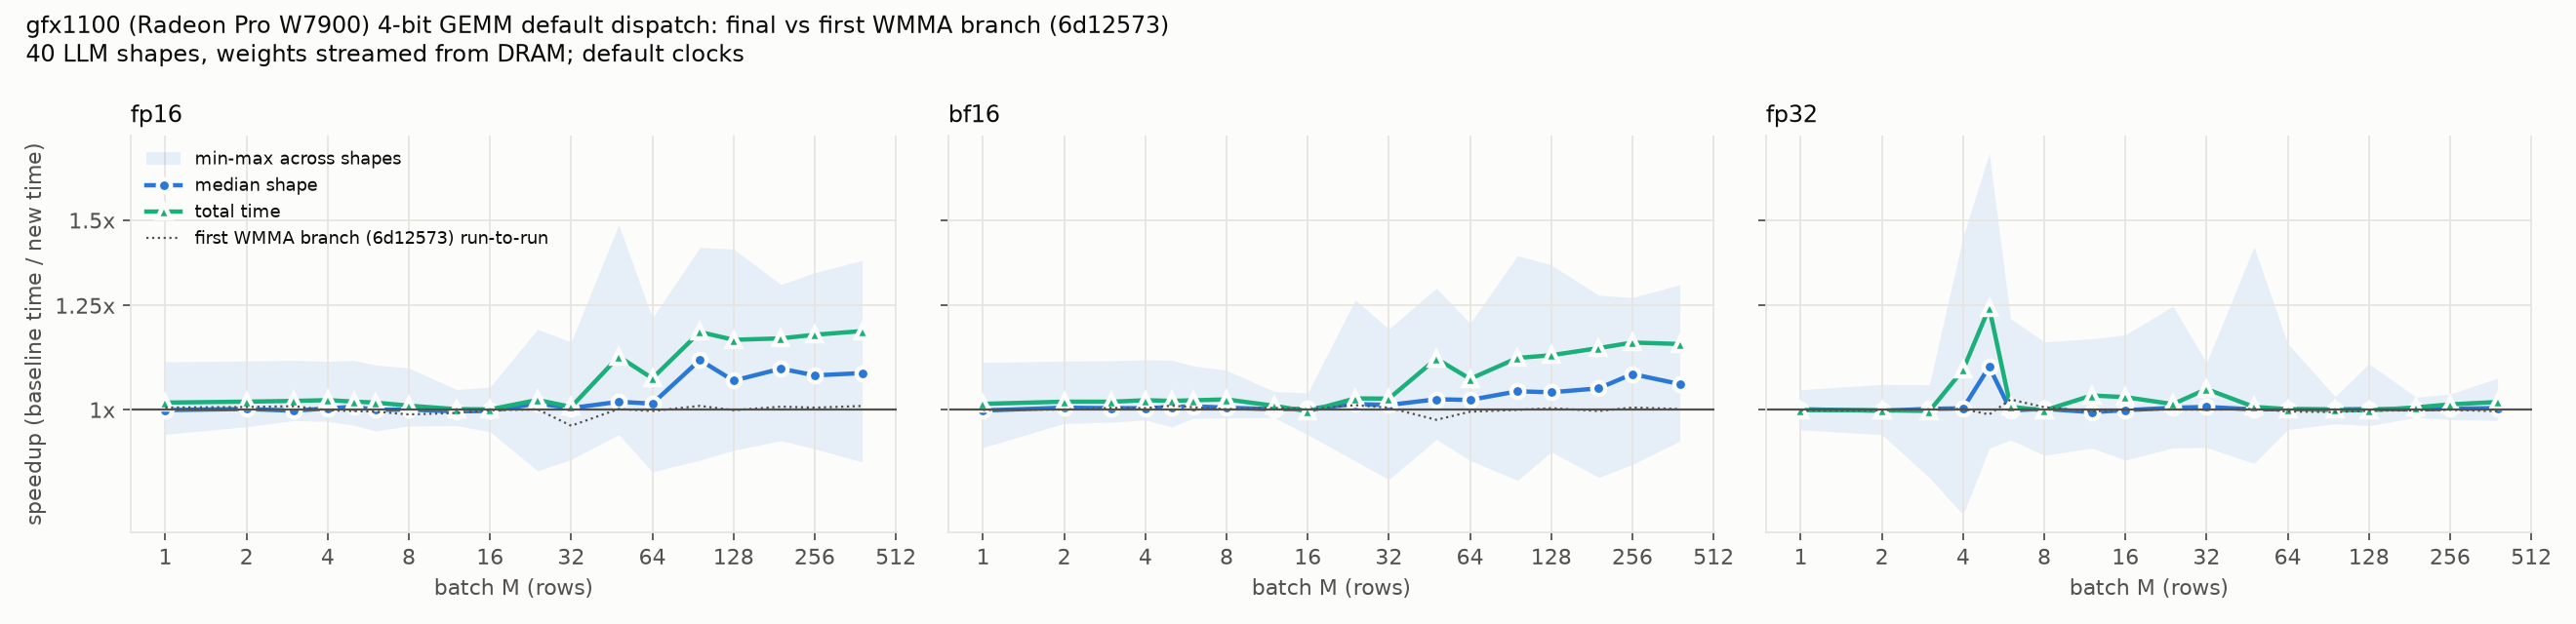 gfx1100 (Radeon Pro W7900) 4-bit GEMM default dispatch: final vs first WMMA branch (6d12573)
40 LLM shapes, weights streamed from DRAM; default clocks
fp16
bf16
fp32
speedup (baseline time / new time)
min-max across shapes
median shape
total time
first WMMA branch (6d12573) run-to-run
1.5x
1.25x
1x
1 2 4 8 16 32 64 128 256 512
1 2 4 8 16 32 64 128 256 512
1 2 4 8 16 32 64 128 256 512
batch M (rows)
batch M (rows)
batch M (rows)